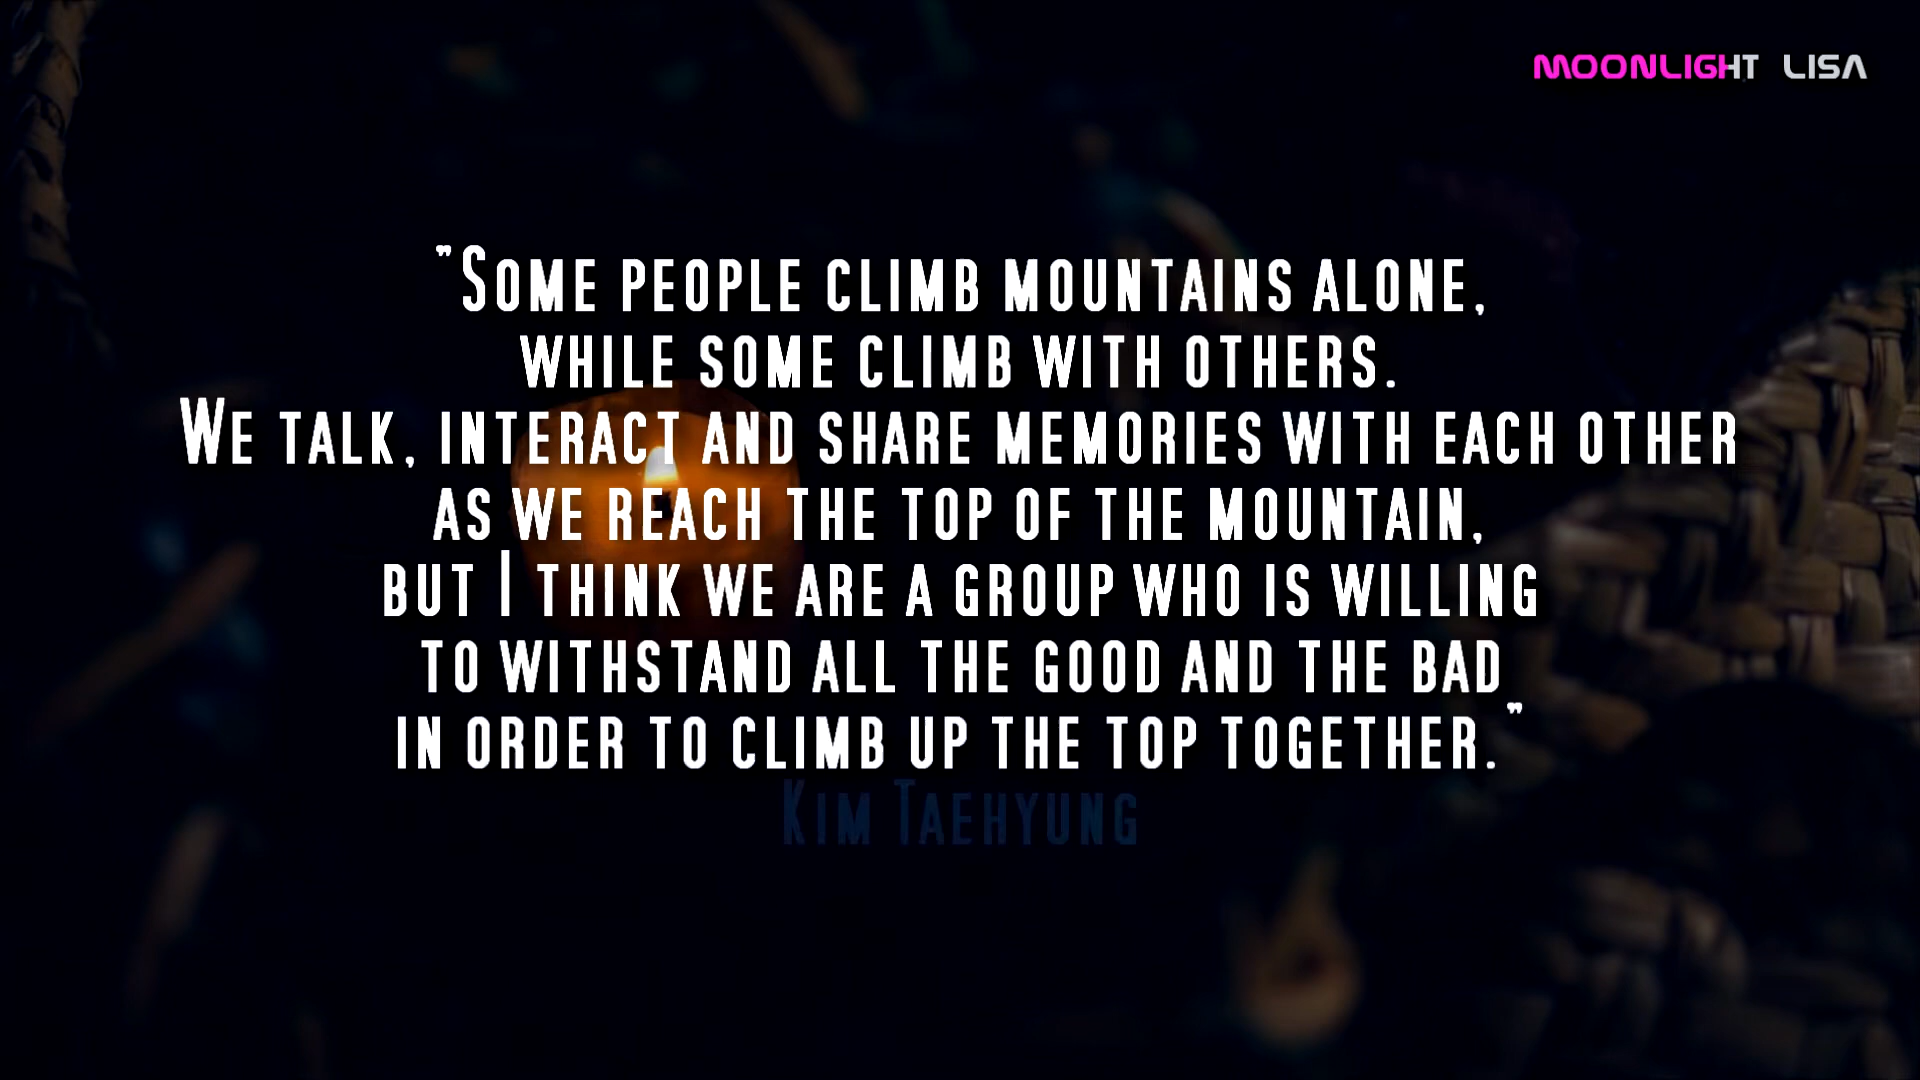 MOONLIGHT LISA
"Some people climb mountains alone,
while some climb with others.
We talk, interact and share memories with each other
as we reach the top of the mountain,
but I think we are a group who is willing
to withstand all the good and the bad
in order to climb up the top together."
Kim Taehyung